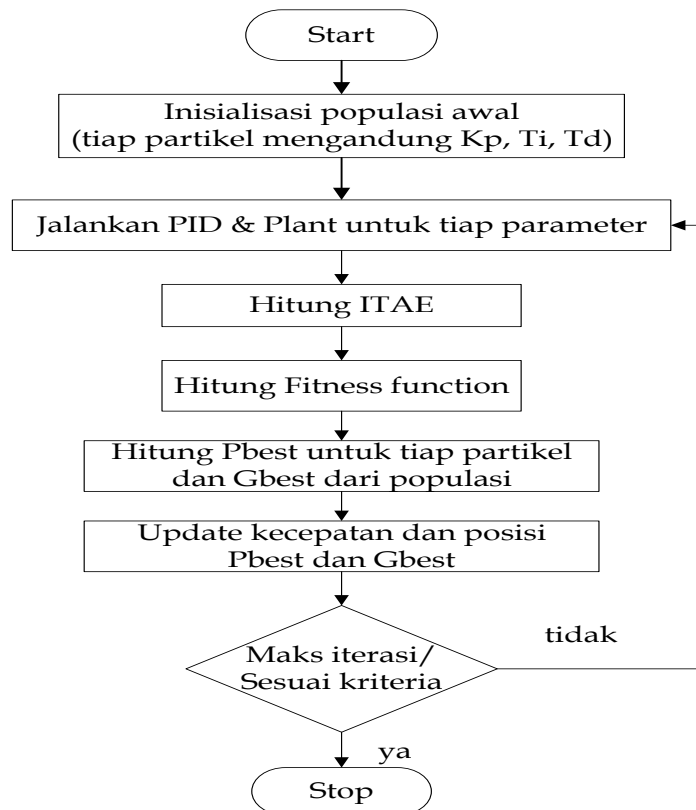 Start
Inisialisasi populasi awal
(tiap partikel mengandung Kp, Ti, Td)
Jalankan PID & Plant untuk tiap parameter
Hitung ITAE
Hitung Fitness function
Hitung Pbest untuk tiap partikel
dan Gbest dari populasi
Update kecepatan dan posisi
Pbest dan Gbest
Maks iterasi/
Sesuai kriteria
tidak
ya
Stop